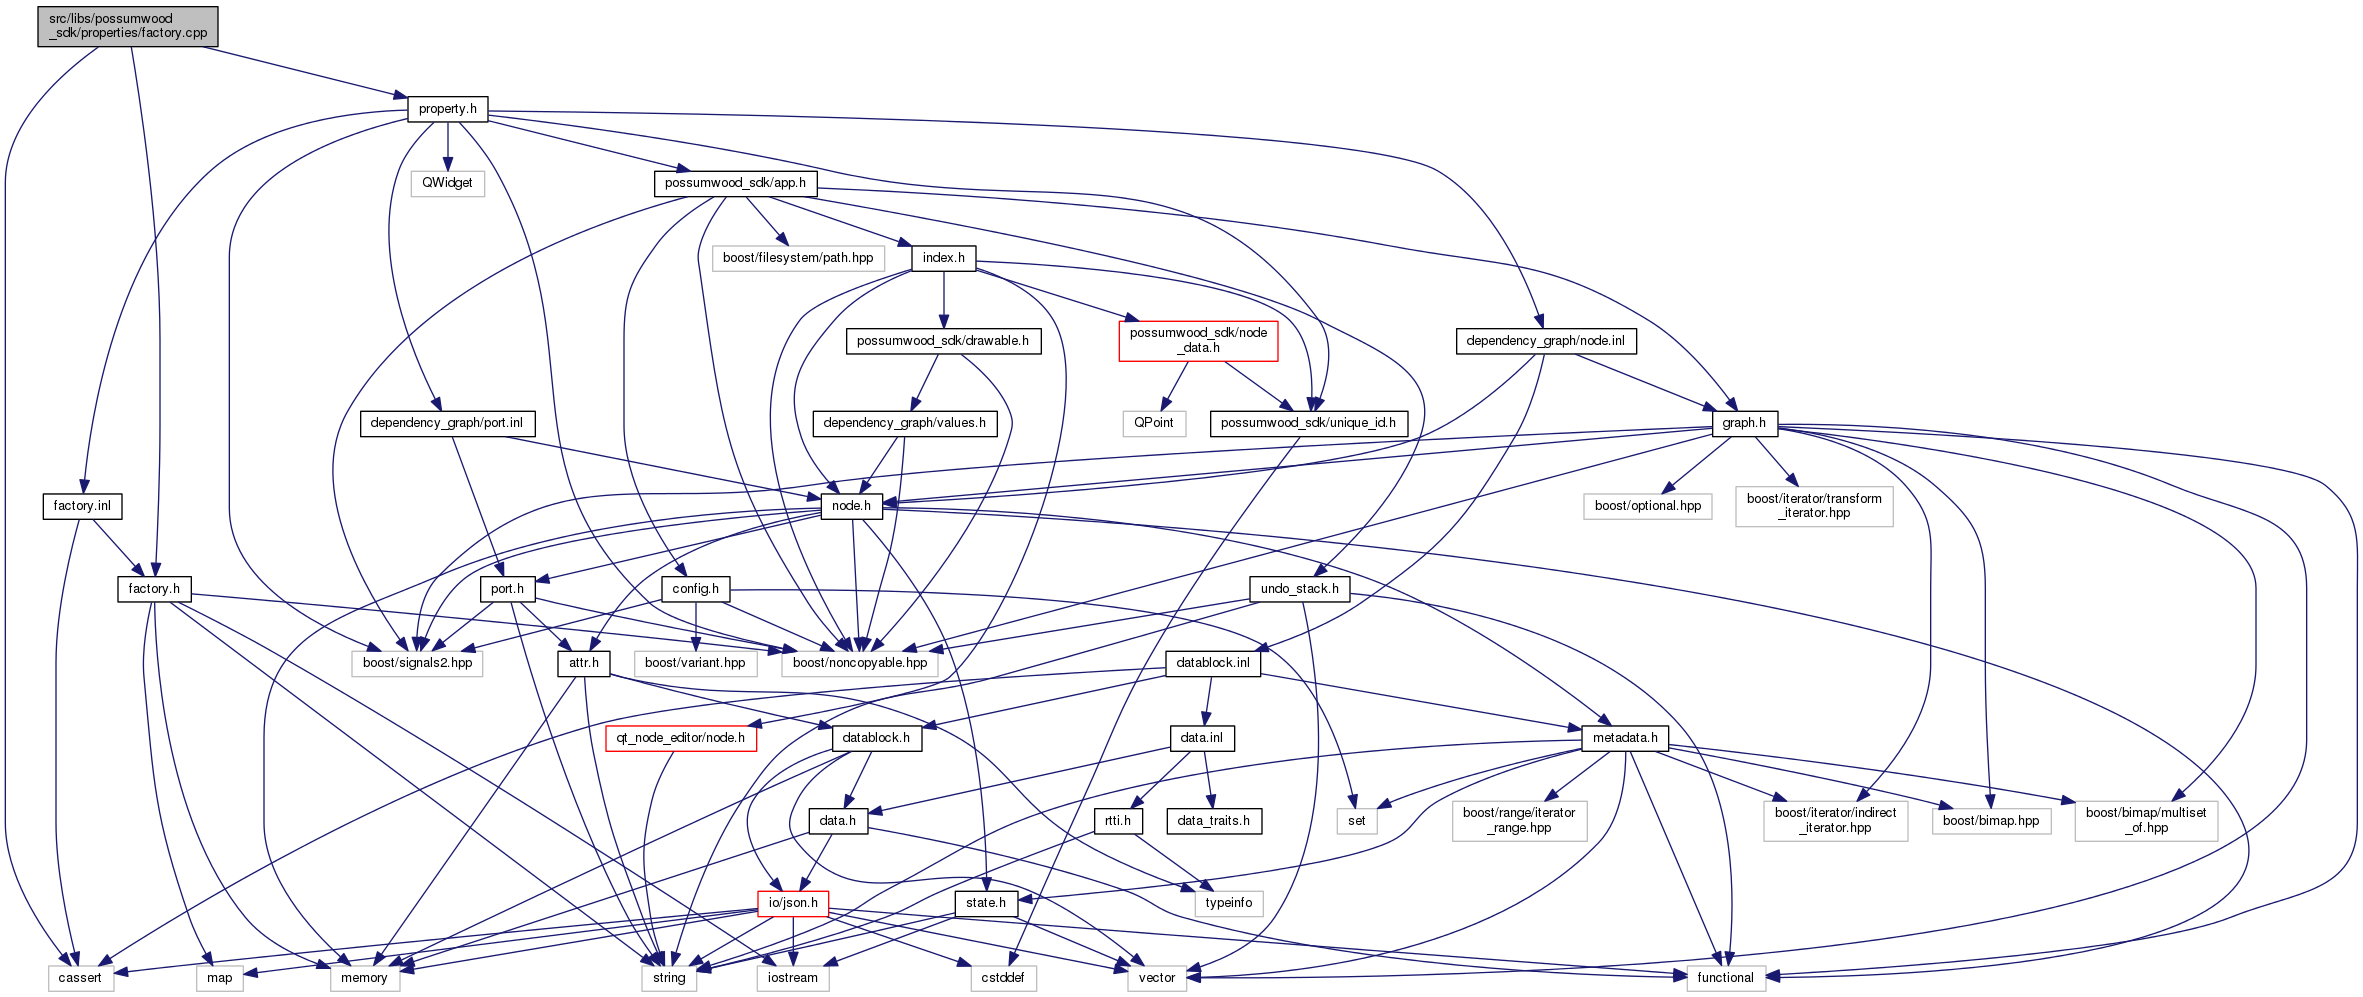 src/libs/possumwood
_sdk/properties/factory.cpp
property.h
QWidget
possumwood_sdk/app.h
boost/filesystem/path.hpp
index.h
possumwood_sdk/drawable.h
possumwood_sdk/node
_data.h
dependency_graph/node.inl
dependency_graph/port.inl
dependency_graph/values.h
QPoint
possumwood_sdk/unique_id.h
graph.h
factory.inl
node.h
boost/optional.hpp
boost/iterator/transform
_iterator.hpp
factory.h
port.h
config.h
undo_stack.h
boost/signals2.hpp
attr.h
boost/variant.hpp
boost/noncopyable.hpp
datablock.inl
qt_node_editor/node.h
datablock.h
data.inl
metadata.h
data.h
rtti.h
data_traits.h
set
boost/range/iterator
_range.hpp
boost/iterator/indirect
_iterator.hpp
boost/bimap.hpp
boost/bimap/multiset
_of.hpp
io/json.h
state.h
typeinfo
cassert
map
memory
string
iostream
cstddef
vector
functional